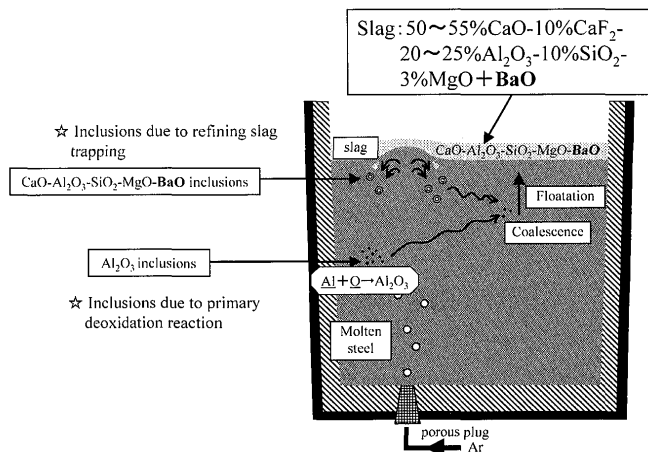 Slag:50～55%CaO-10%CaF₂-
20～25%Al₂O₃-10%SiO₂-
3%MgO＋BaO
☆ Inclusions due to refining slag
trapping
slag
CaO-Al₂O₃-SiO₂-MgO-BaO
CaO-Al₂O₃-SiO₂-MgO-BaO inclusions
Floatation
Coalescence
Al₂O₃ inclusions
Al＋O→Al₂O₃
☆ Inclusions due to primary
deoxidation reaction
Molten
steel
porous plug
Ar